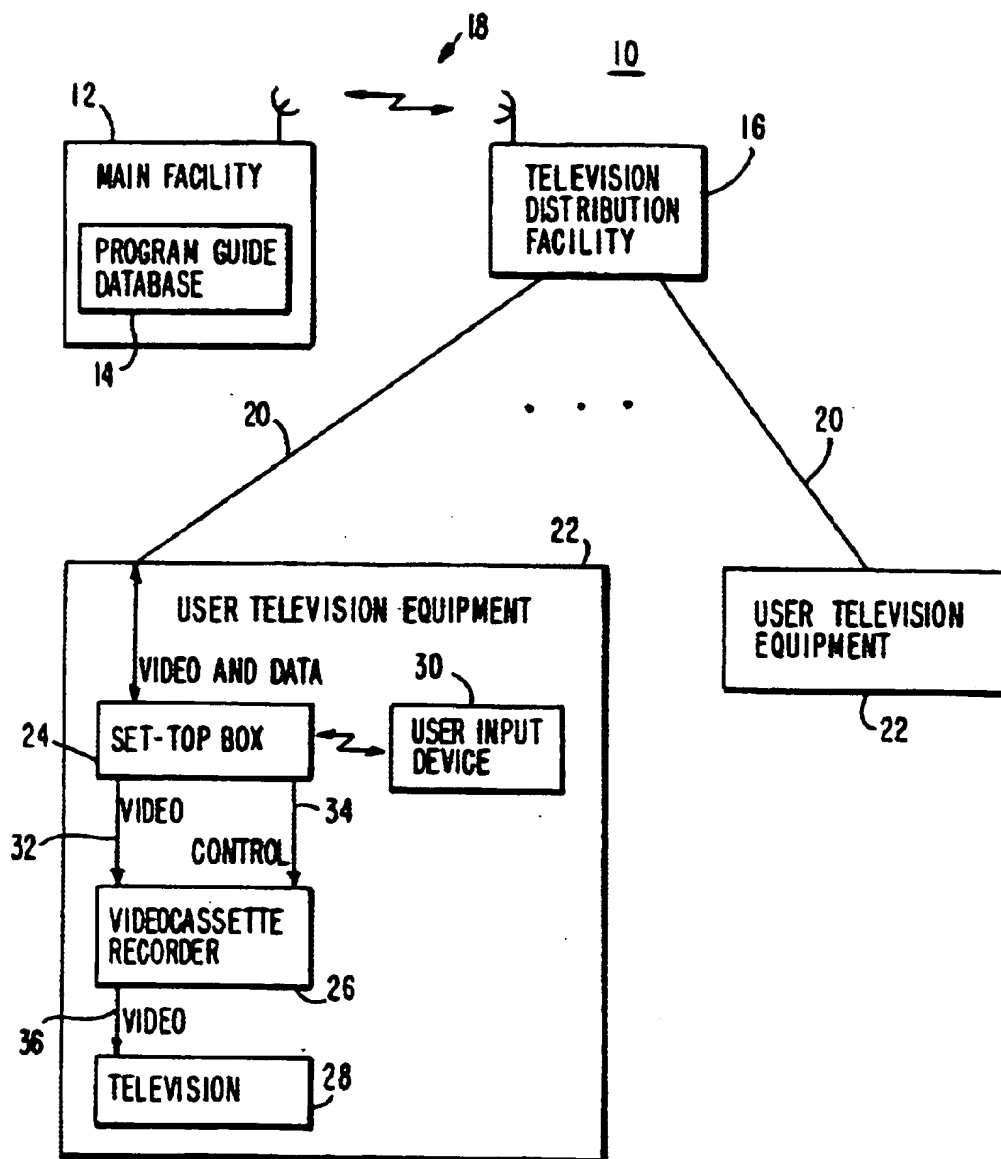 18
10
12
16
MAIN FACILITY
PROGRAM GUIDE
DATABASE
14
TELEVISION
DISTRIBUTION
FACILITY
20
. . .
20
22
USER TELEVISION EQUIPMENT
VIDEO AND DATA
30
24
SET-TOP BOX
USER INPUT
DEVICE
VIDEO
34
32
CONTROL
VIDEOCASSETTE
RECORDER
26
36
VIDEO
TELEVISION
28
USER TELEVISION
EQUIPMENT
22